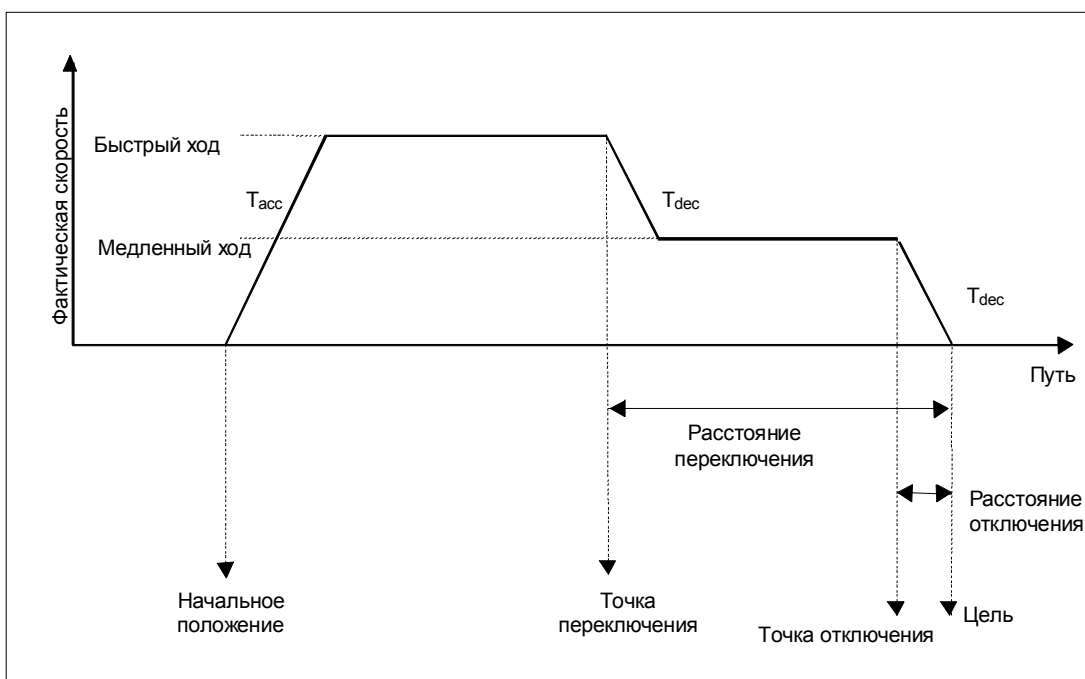 Фактическая скорость
Быстрый ход
Tacc
Tdec
Медленный ход
Tdec
Путь
Расстояние
переключения
Расстояние
отключения
Начальное
положение
Точка
переключения
Точка отключения
Цель